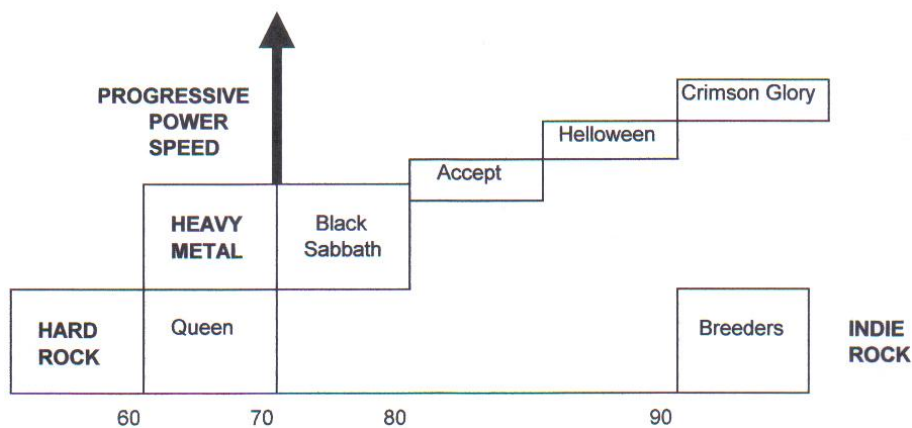 Crimson Glory
PROGRESSIVE
POWER
SPEED
Helloween
Accept
HEAVY
METAL
Black
Sabbath
HARD
ROCK
Queen
Breeders
INDIE
ROCK
60
70
80
90